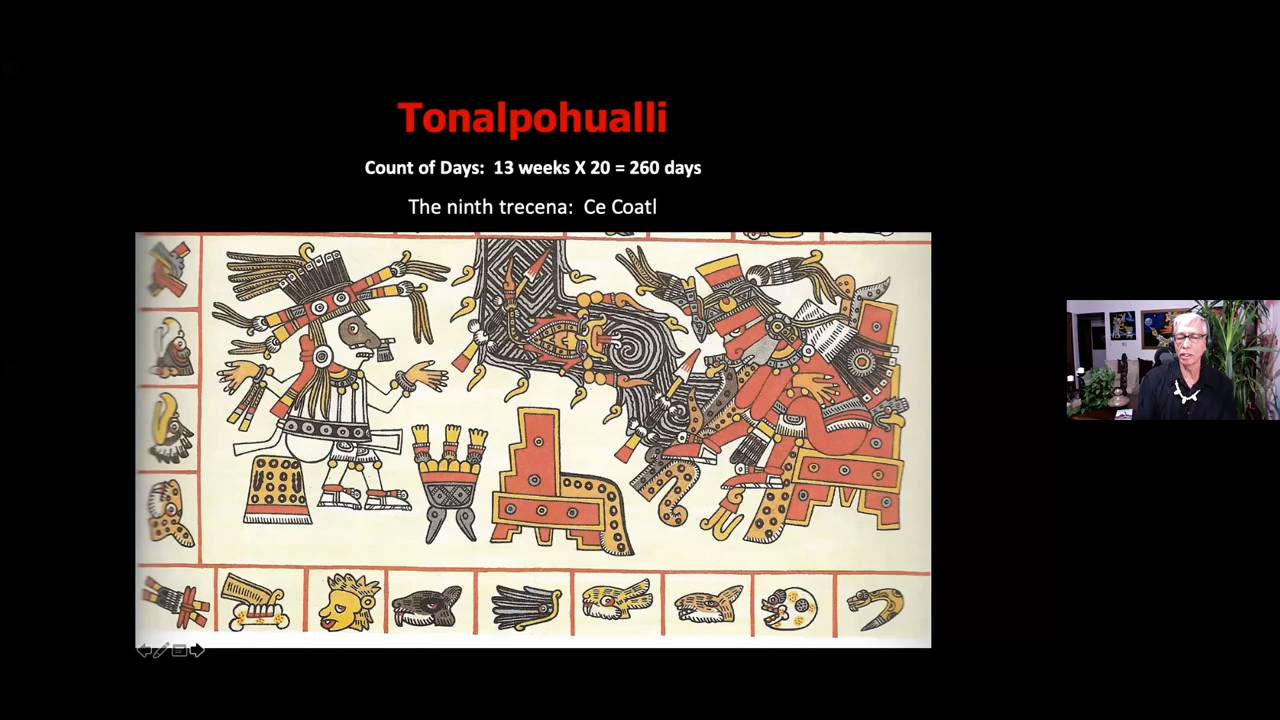 Tonalpohualli
Count of Days:  13 weeks X 20 = 260 days
The ninth trecena:  Ce Coatl